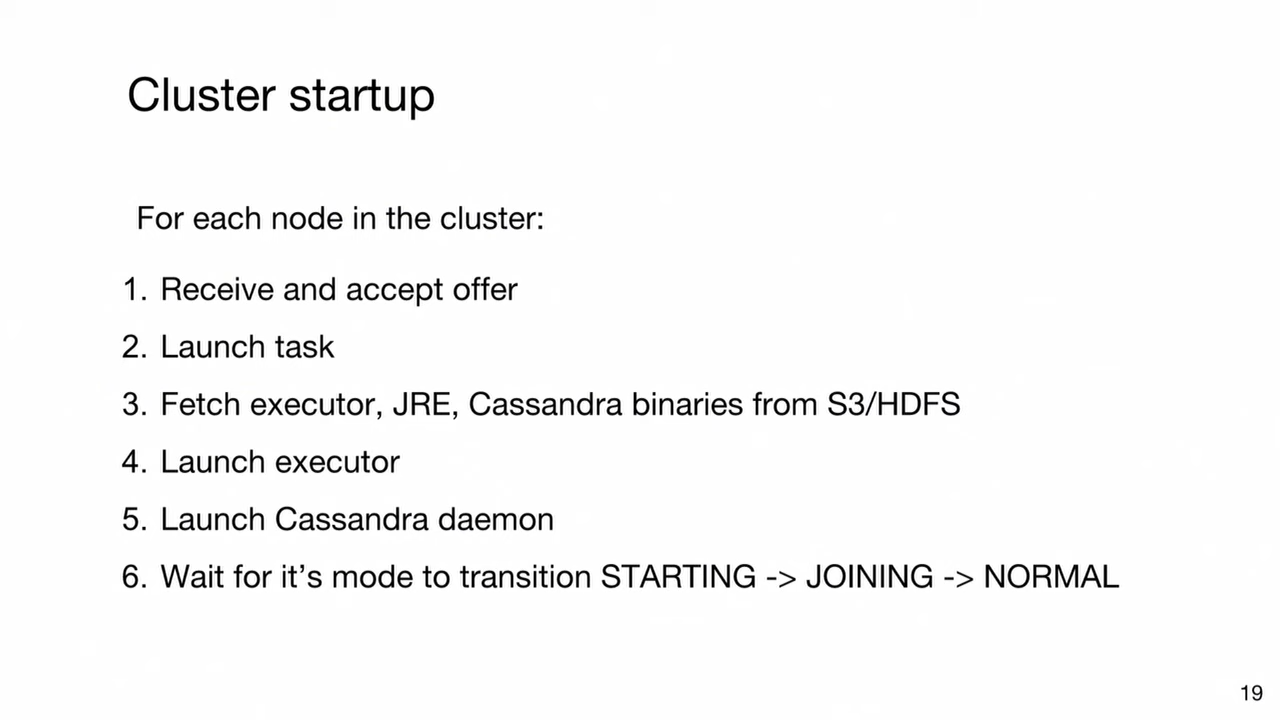 Cluster startup
For each node in the cluster:
1. Receive and accept offer
2. Launch task
3. Fetch executor, JRE, Cassandra binaries from S3/HDFS
4. Launch executor
5. Launch Cassandra daemon
6. Wait for it’s mode to transition STARTING -> JOINING -> NORMAL
19